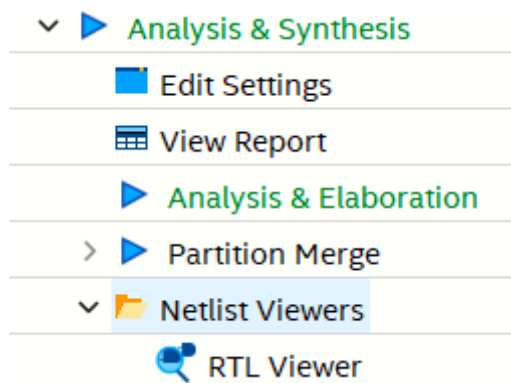 Analysis & Synthesis
Edit Settings
View Report
Analysis & Elaboration
Partition Merge
Netlist Viewers
RTL Viewer